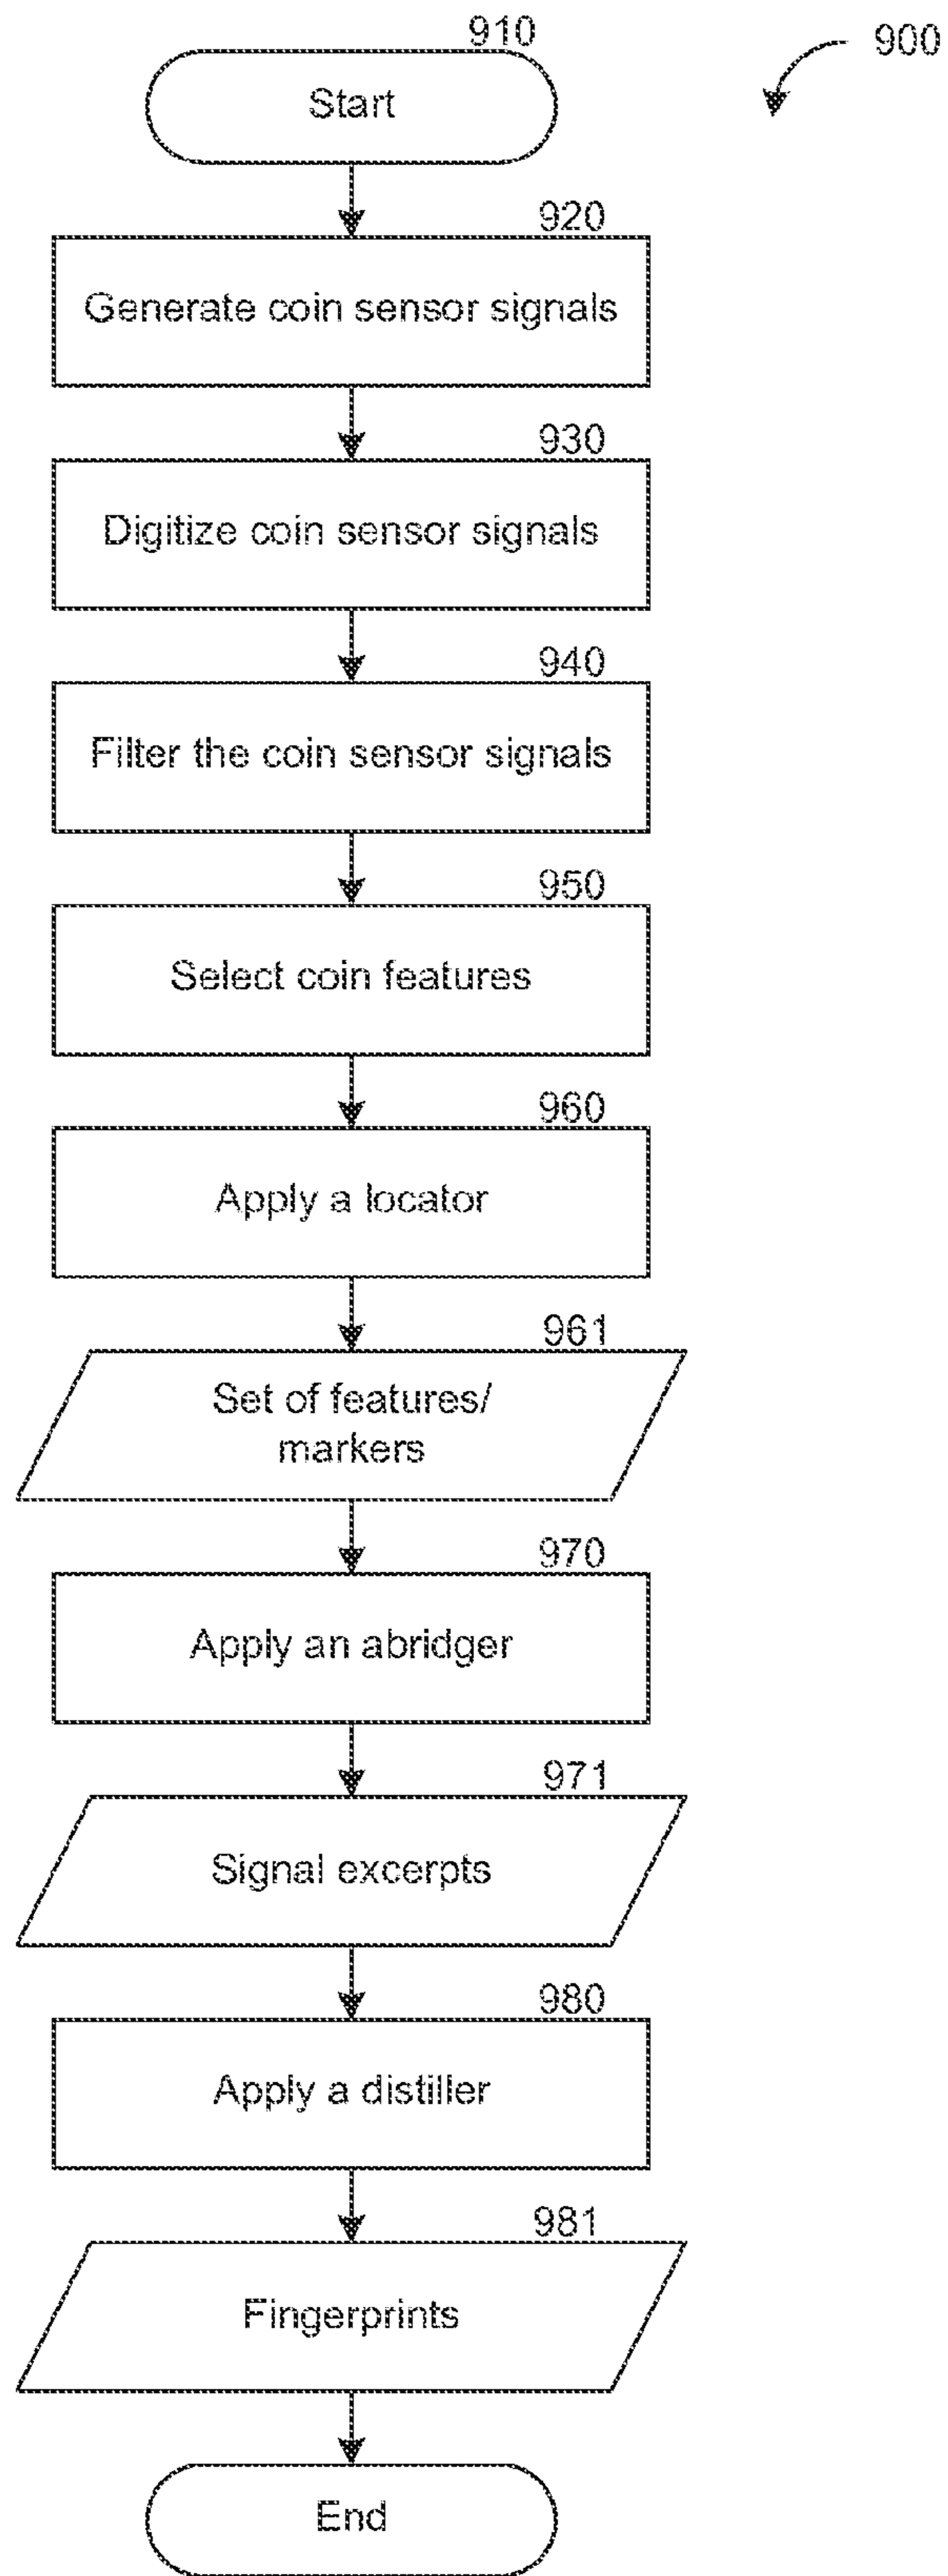 910
900
Start
920
Generate coin sensor signals
930
Digitize coin sensor signals
940
Filter the coin sensor signals
950
Select coin features
960
Apply a locator
961
Set of features/
markers
970
Apply an abridger
971
Signal excerpts
980
Apply a distiller
981
Fingerprints
End